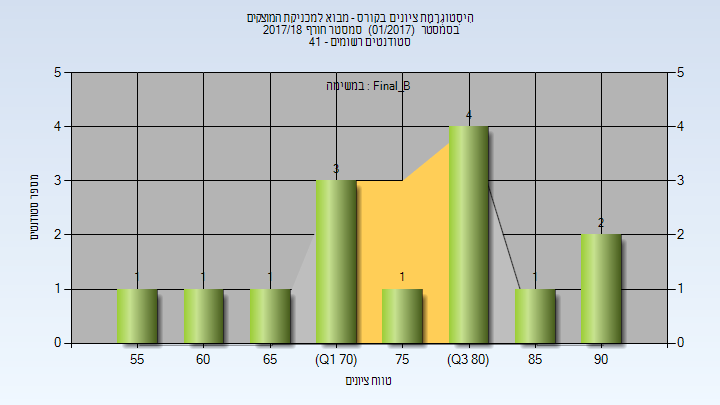 היסטוגרמת ציונים בקורס - מבוא למכניקת המוצקים
בסמסטר (01/2017) סמסטר חורף 2017/18
סטודנטים רשומים - 41
במשימה : Final_B
מספר סטודנטים
5 5
4 4
3 3
2 2
1 1
0 0
1 1 1 3 1 4 1 2
55 60 65 (Q1 70) 75 (Q3 80) 85 90
טווח ציונים